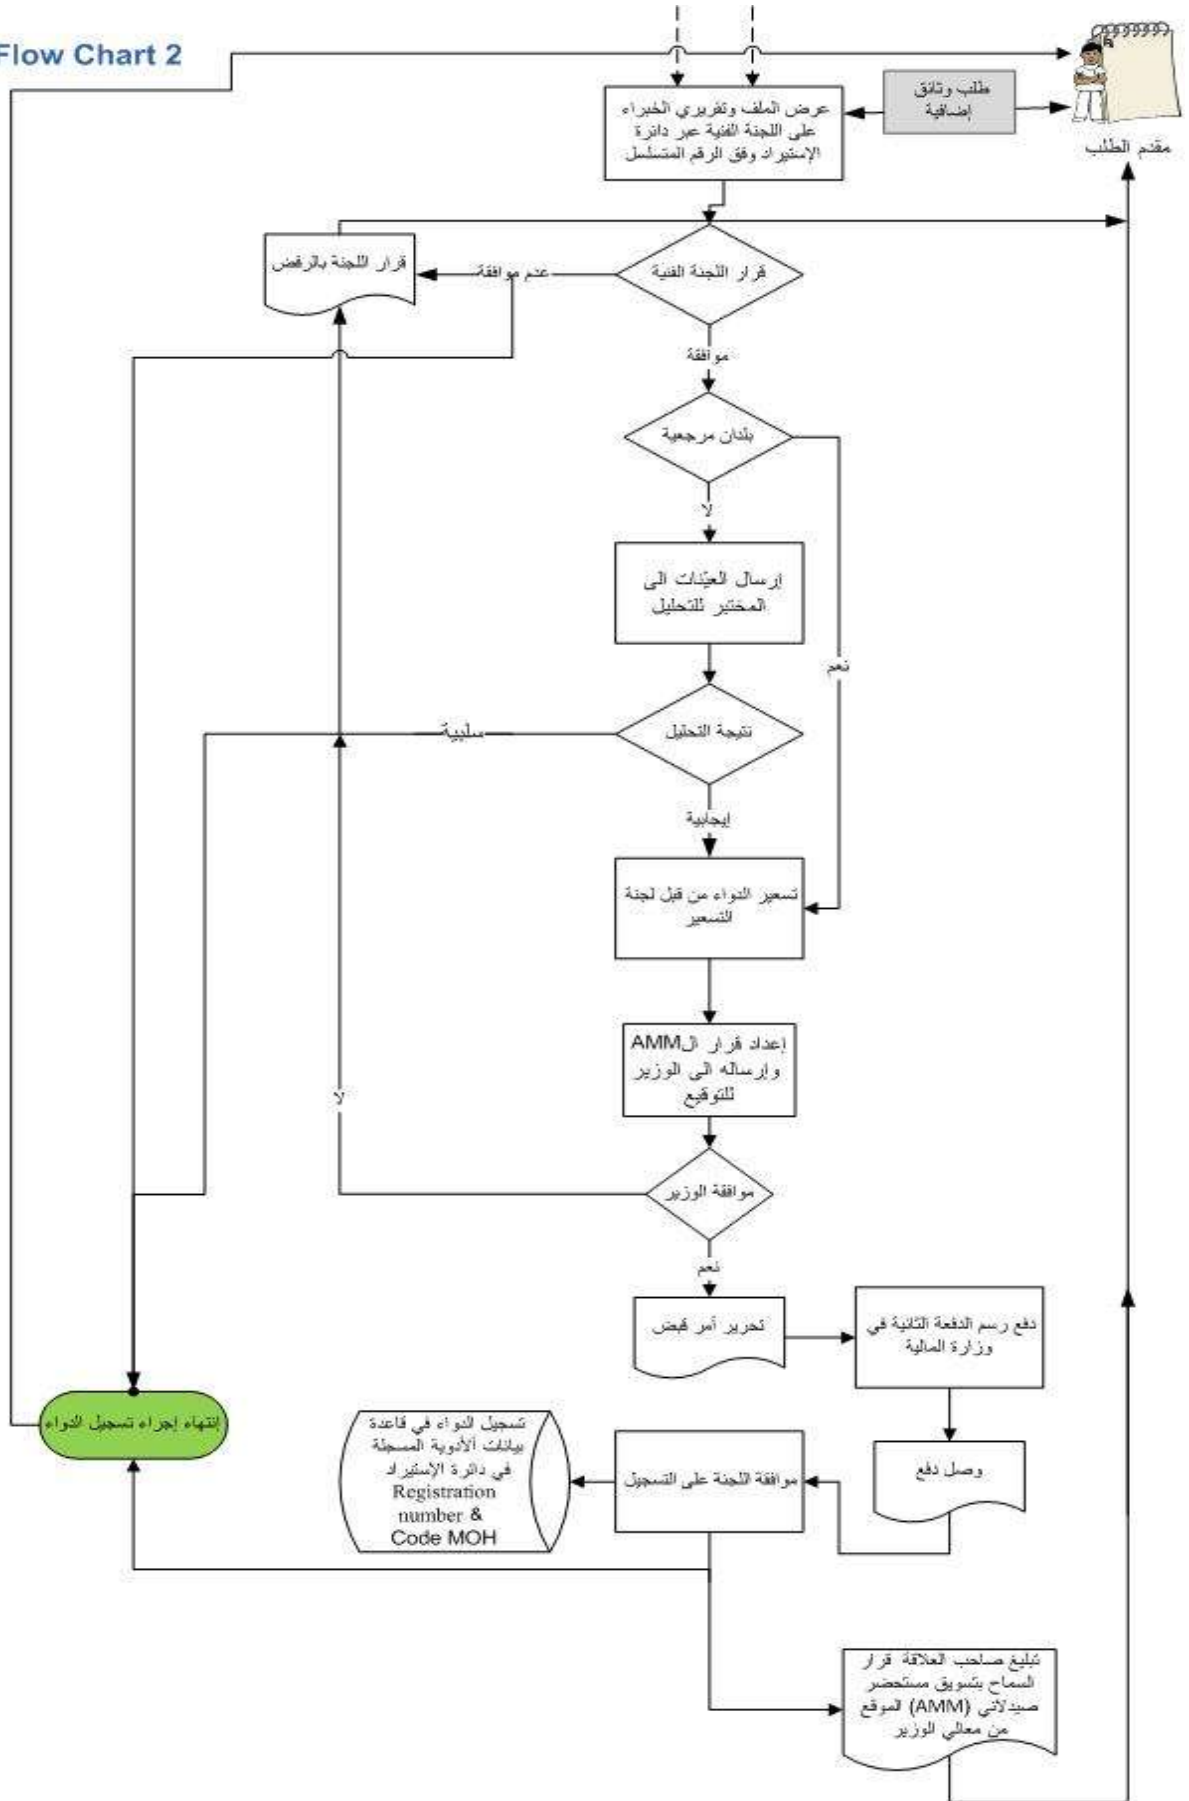 Flow Chart 2
طلب وثائق
إضافية
مقدم الطلب
عرض الملف وتقريري الخبراء
على اللجنة الفنية عبر دائرة
الإستيراد وفق الرقم المتسلسل
قرار اللجنة الفنية
عدم موافقة
قرار اللجنة بالرفض
موافقة
بلدان مرجعية
لا
نعم
إرسال العيّنات الى
المختبر للتحليل
نتيجة التحليل
سلبية
إيجابية
تسعير الدواء من قبل لجنة
التسعير
إعداد قرار الAMM
وإرساله الى الوزير
للتوقيع
موافقة الوزير
لا
نعم
تحرير أمر قبض
دفع رسم الدفعة الثانية في
وزارة المالية
وصل دفع
موافقة اللجنة على التسجيل
تسجيل الدواء في قاعدة
بيانات ألأدوية المسجلة
في دائرة الإستيراد
Registration
number &
Code MOH
إنتهاء إجراء تسجيل الدواء
تبليغ صاحب العلاقة قرار
السماح بتسويق مستحضر
صيدلاني (AMM) الموقع
من معالي الوزير